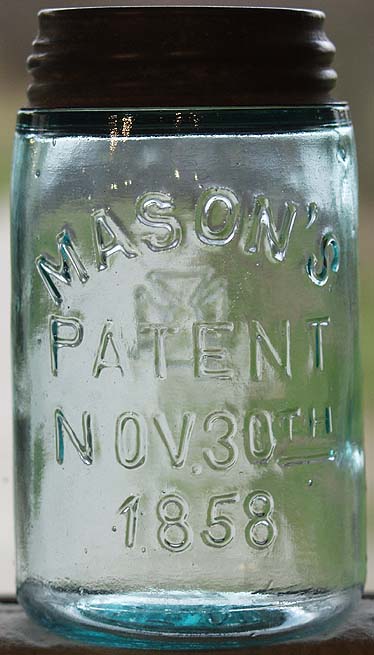 MASON'S
PATENT
NOV.30TH
1858